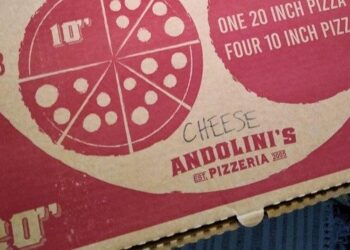 10"
ONE 20 INCH PIZZA
FOUR 10 INCH PIZZ
CHEESE
ANDOLINI'S
EST. PIZZERIA 2005
20"